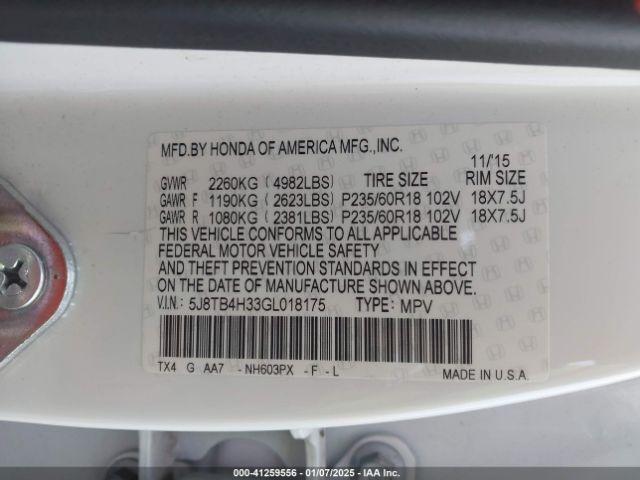 MFD.BY HONDA OF AMERICA MFG.,INC.
11/'15
GVWR 2260KG (4982LBS) TIRE SIZE RIM SIZE
GAWR F 1190KG (2623LBS) P235/60R18 102V 18X7.5J
GAWR R 1080KG (2381LBS) P235/60R18 102V 18X7.5J
THIS VEHICLE CONFORMS TO ALL APPLICABLE
FEDERAL MOTOR VEHICLE SAFETY
AND THEFT PREVENTION STANDARDS IN EFFECT
ON THE DATE OF MANUFACTURE SHOWN ABOVE.
V.I.N.: 5J8TB4H33GL018175 TYPE: MPV
TX4 G AA7 - NH603PX - F - L
MADE IN U.S.A.
000-41259556 - 01/07/2025 - IAA Inc.